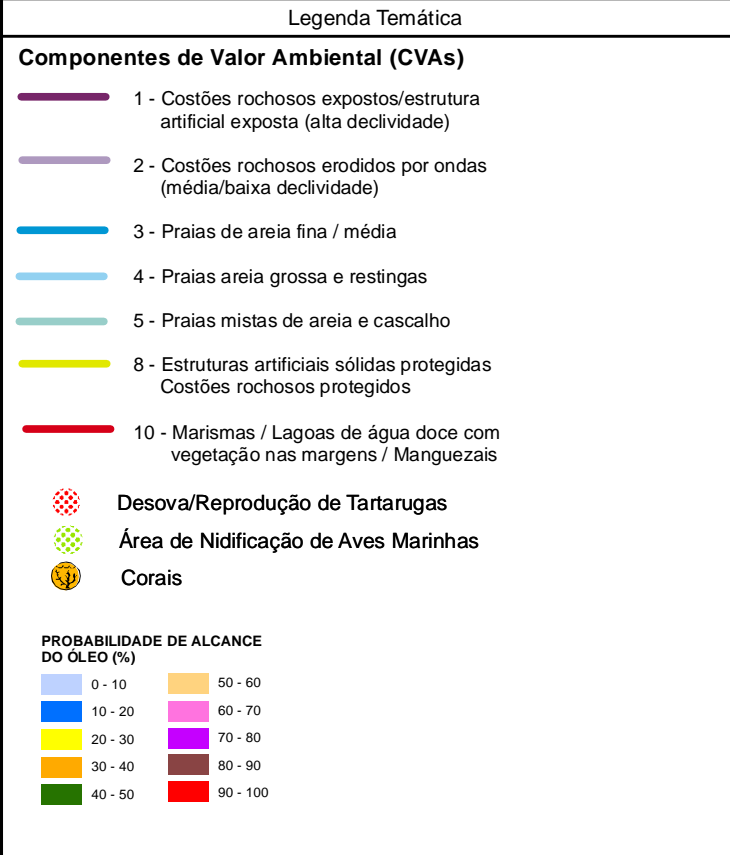 Legenda Temática
Componentes de Valor Ambiental (CVAs)
1 - Costões rochosos expostos/estrutura
artificial exposta (alta declividade)
2 - Costões rochosos erodidos por ondas
(média/baixa declividade)
3 - Praias de areia fina / média
4 - Praias areia grossa e restingas
5 - Praias mistas de areia e cascalho
8 - Estruturas artificiais sólidas protegidas
Costões rochosos protegidos
10 - Marismas / Lagoas de água doce com
vegetação nas margens / Manguezais
Desova/Reprodução de Tartarugas
Área de Nidificação de Aves Marinhas
Corais
PROBABILIDADE DE ALCANCE
DO ÓLEO (%)
0 - 10
10 - 20
20 - 30
30 - 40
40 - 50
50 - 60
60 - 70
70 - 80
80 - 90
90 - 100